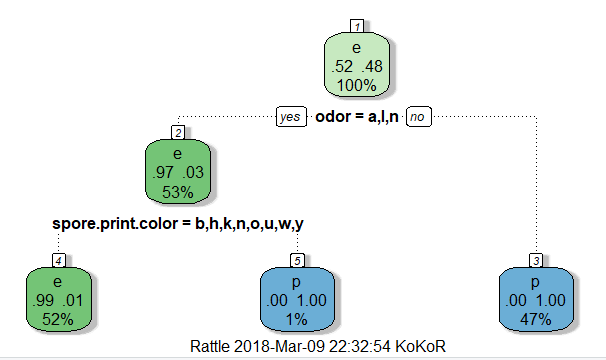 1
e
.52 .48
100%
yes odor = a,l,n no
2
e
.97 .03
53%
spore.print.color = b,h,k,n,o,u,w,y
4
e
.99 .01
52%
5
p
.00 1.00
1%
3
p
.00 1.00
47%
Rattle 2018-Mar-09 22:32:54 KoKoR